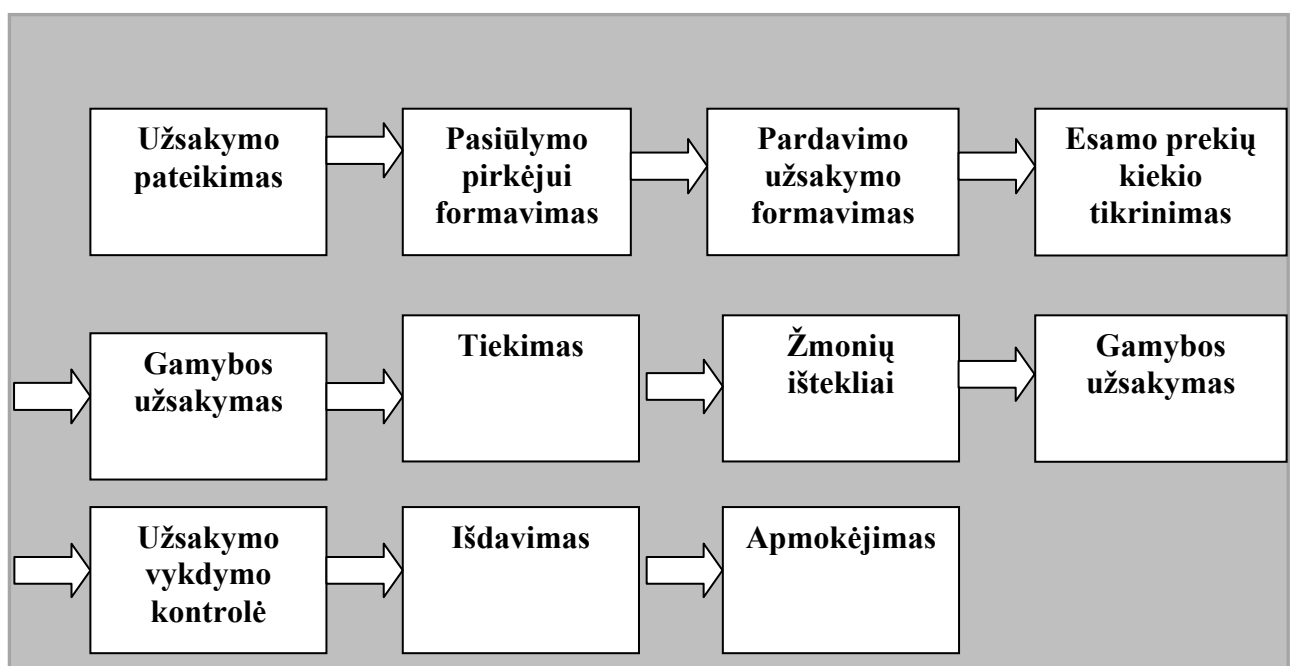 Užsakymo
pateikimas
Pasiūlymo
pirkėjui
formavimas
Pardavimo
užsakymo
formavimas
Esamo prekių
kiekio
tikrinimas
Gamybos
užsakymas
Tiekimas
Žmonių
ištekliai
Gamybos
užsakymas
Užsakymo
vykdymo
kontrolė
Išdavimas
Apmokėjimas